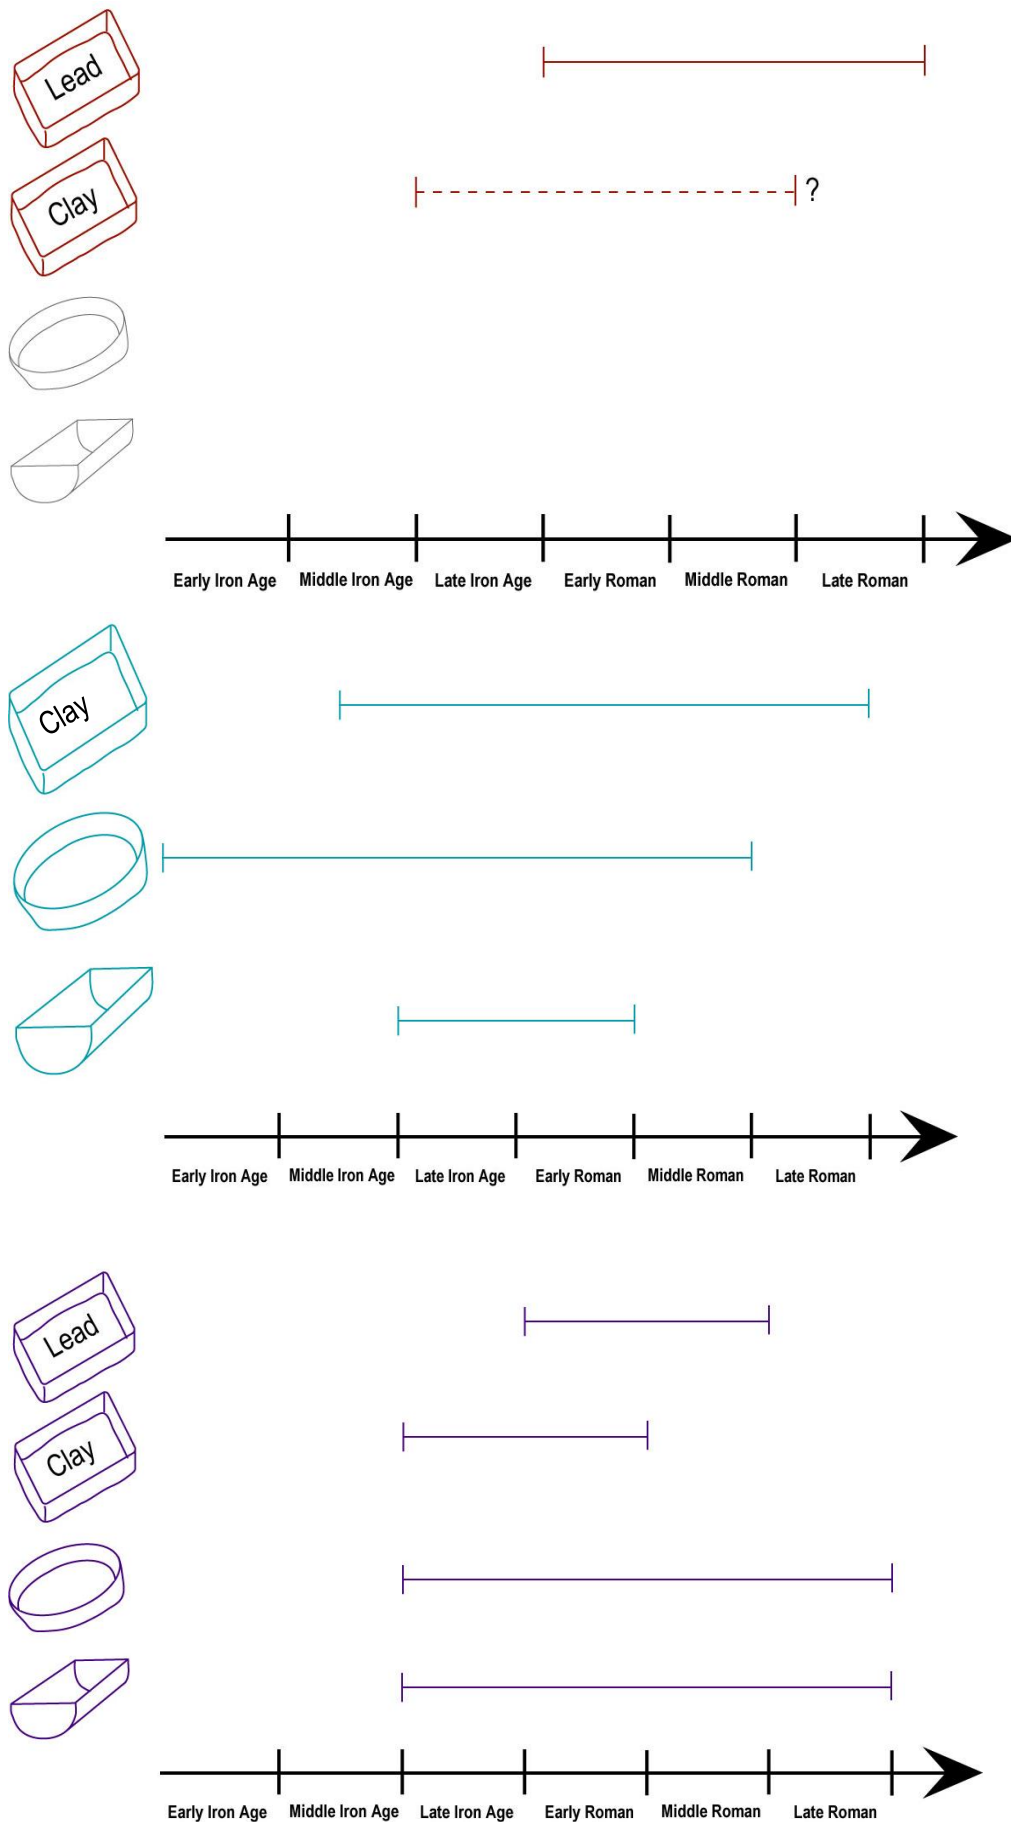 Lead
Clay
?
Early Iron Age Middle Iron Age Late Iron Age Early Roman Middle Roman Late Roman
Clay
Early Iron Age Middle Iron Age Late Iron Age Early Roman Middle Roman Late Roman
Lead
Clay
Early Iron Age Middle Iron Age Late Iron Age Early Roman Middle Roman Late Roman